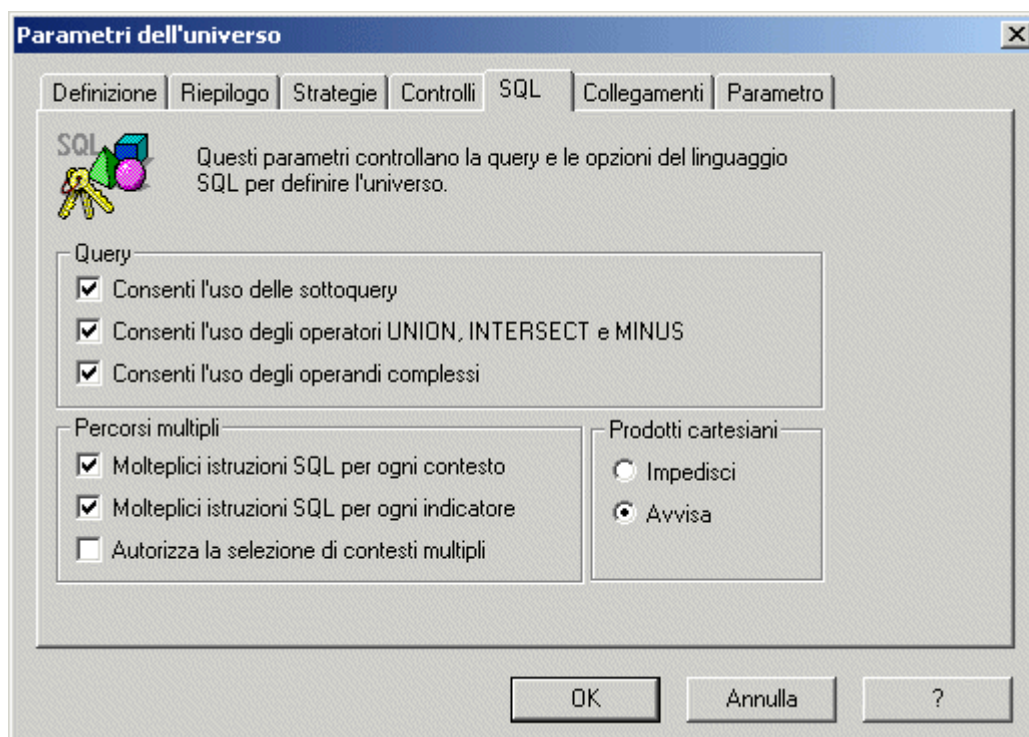 Parametri dell'universo
Definizione Riepilogo Strategie Controlli SQL Collegamenti Parametro
SQL
Questi parametri controllano la query e le opzioni del linguaggio
SQL per definire l'universo.
Query
Consenti l'uso delle sottoquery
Consenti l'uso degli operatori UNION, INTERSECT e MINUS
Consenti l'uso degli operandi complessi
Percorsi multipli
Molteplici istruzioni SQL per ogni contesto
Molteplici istruzioni SQL per ogni indicatore
Autorizza la selezione di contesti multipli
Prodotti cartesiani
Impedisci
Avvisa
OK Annulla ?